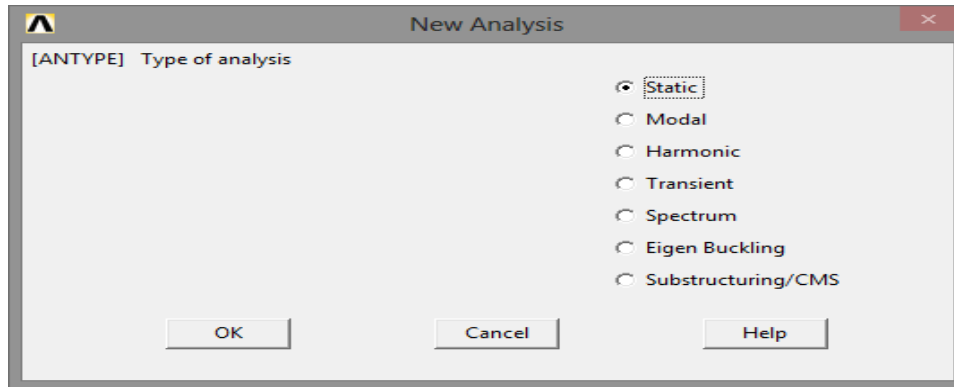 New Analysis
[ANTYPE] Type of analysis
Static
Modal
Harmonic
Transient
Spectrum
Eigen Buckling
Substructuring/CMS
OK Cancel Help